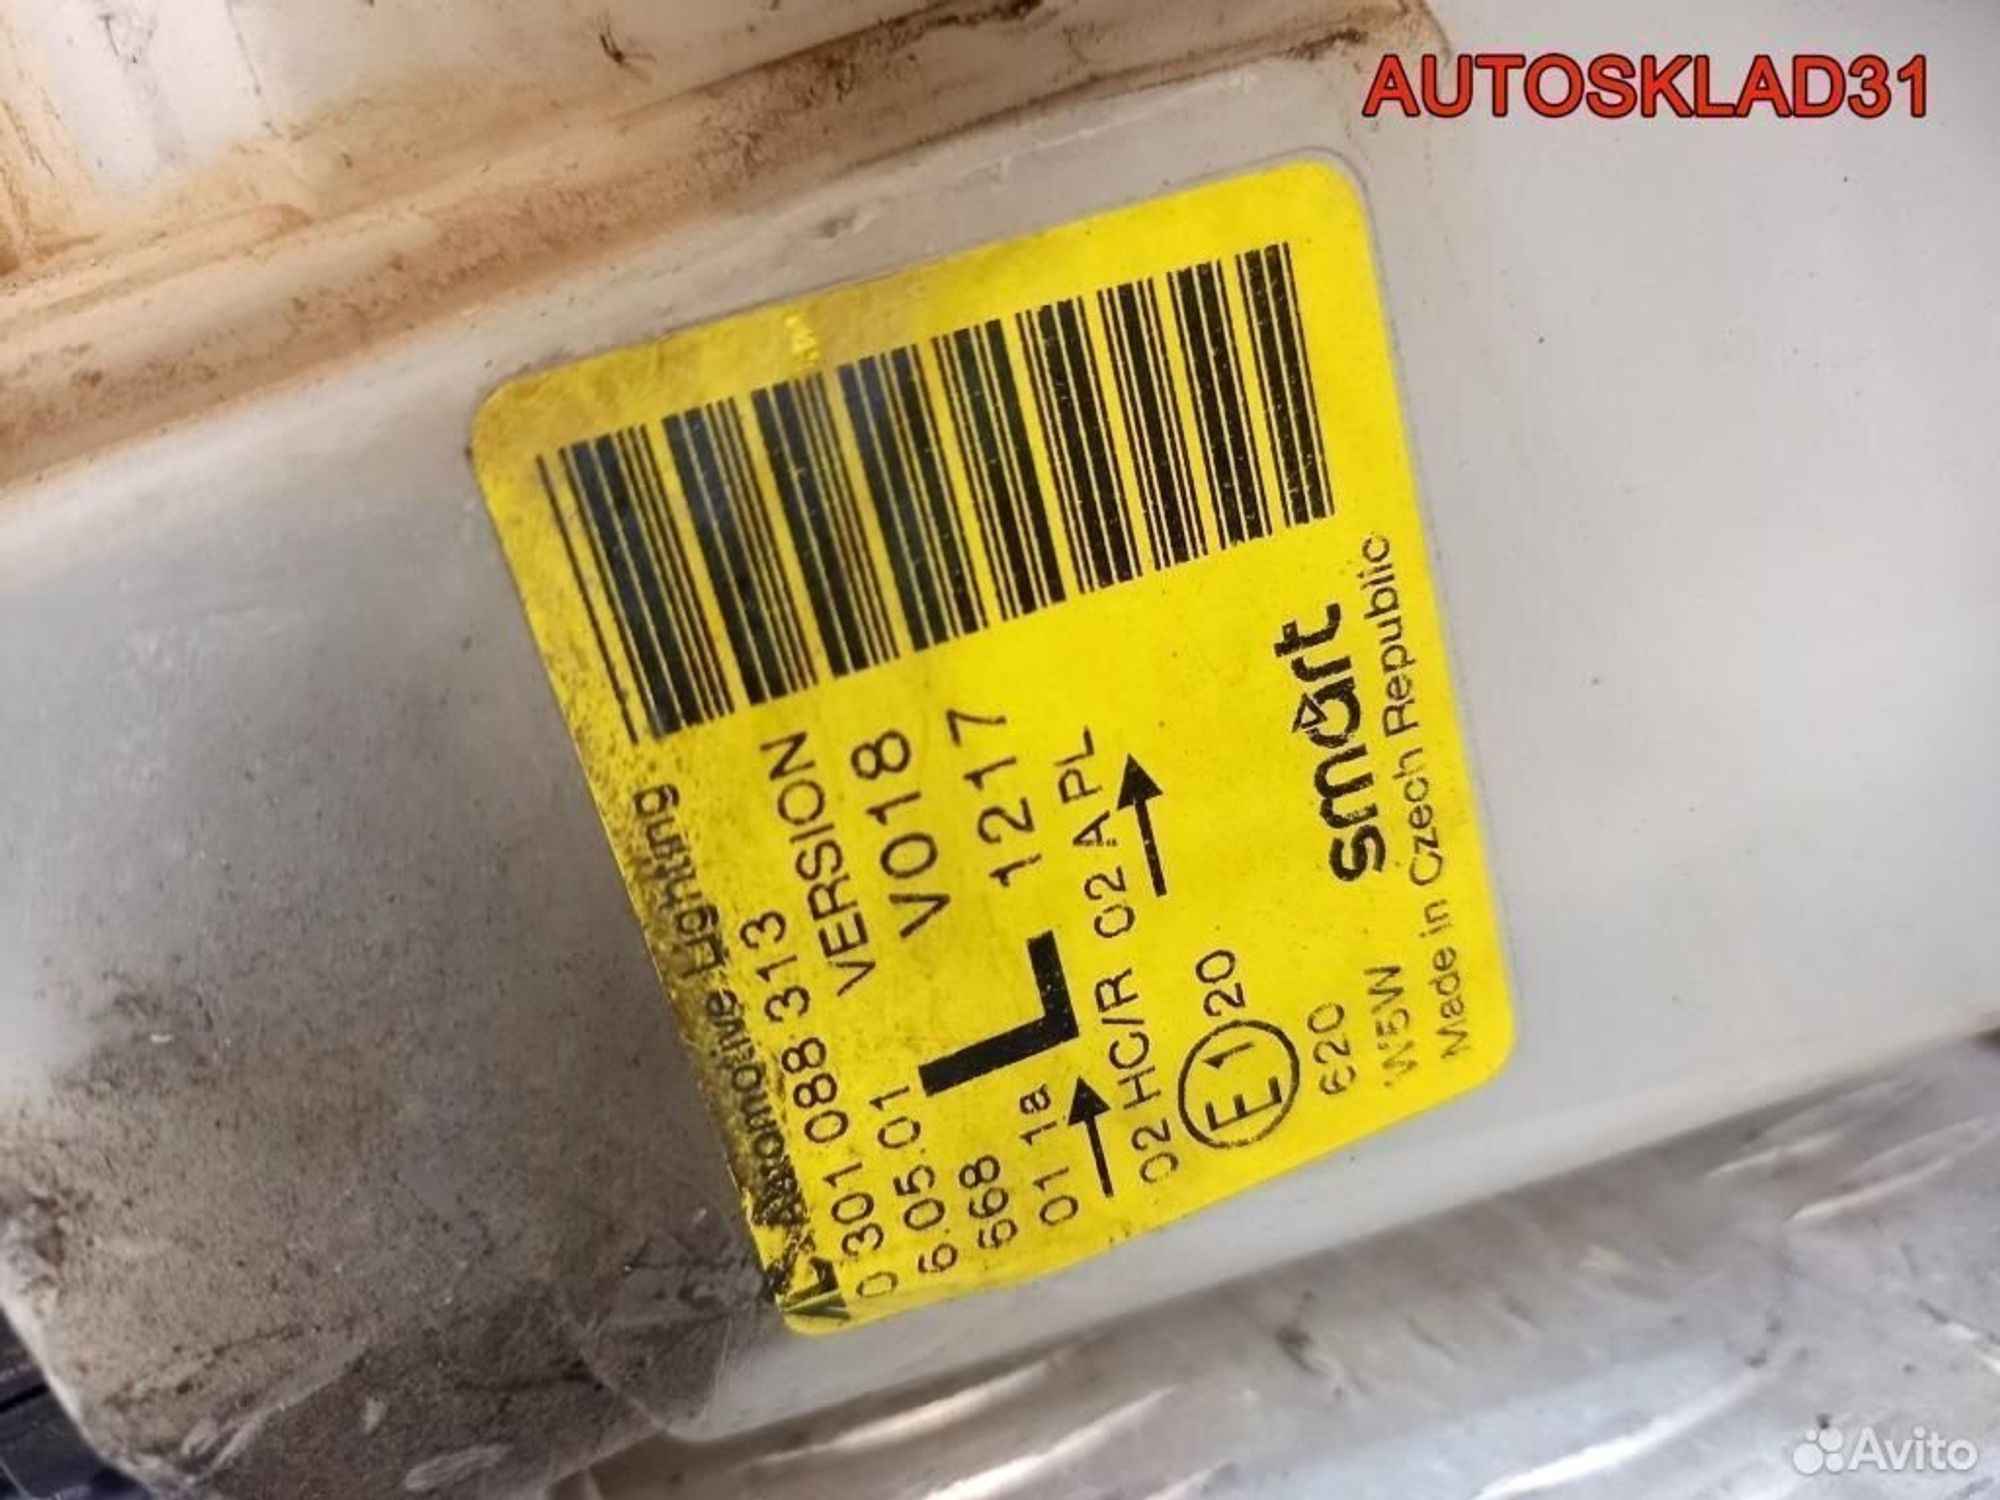 AUTOSKLAD31
AL Automotive Lighting
0 301 088 313
6.05.01 VERSION
668 L V018
1217
01 1a 02 HC/R 02 A PL
E1 20
e20
W5W
smart
Made in Czech Republic
Avito